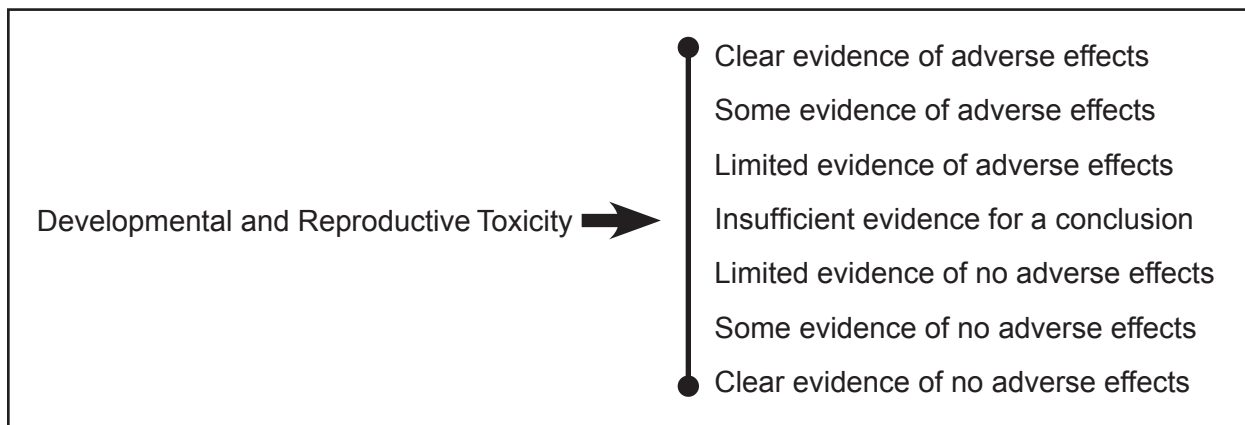 Clear evidence of adverse effects
Some evidence of adverse effects
Limited evidence of adverse effects
Developmental and Reproductive Toxicity
Insufficient evidence for a conclusion
Limited evidence of no adverse effects
Some evidence of no adverse effects
Clear evidence of no adverse effects